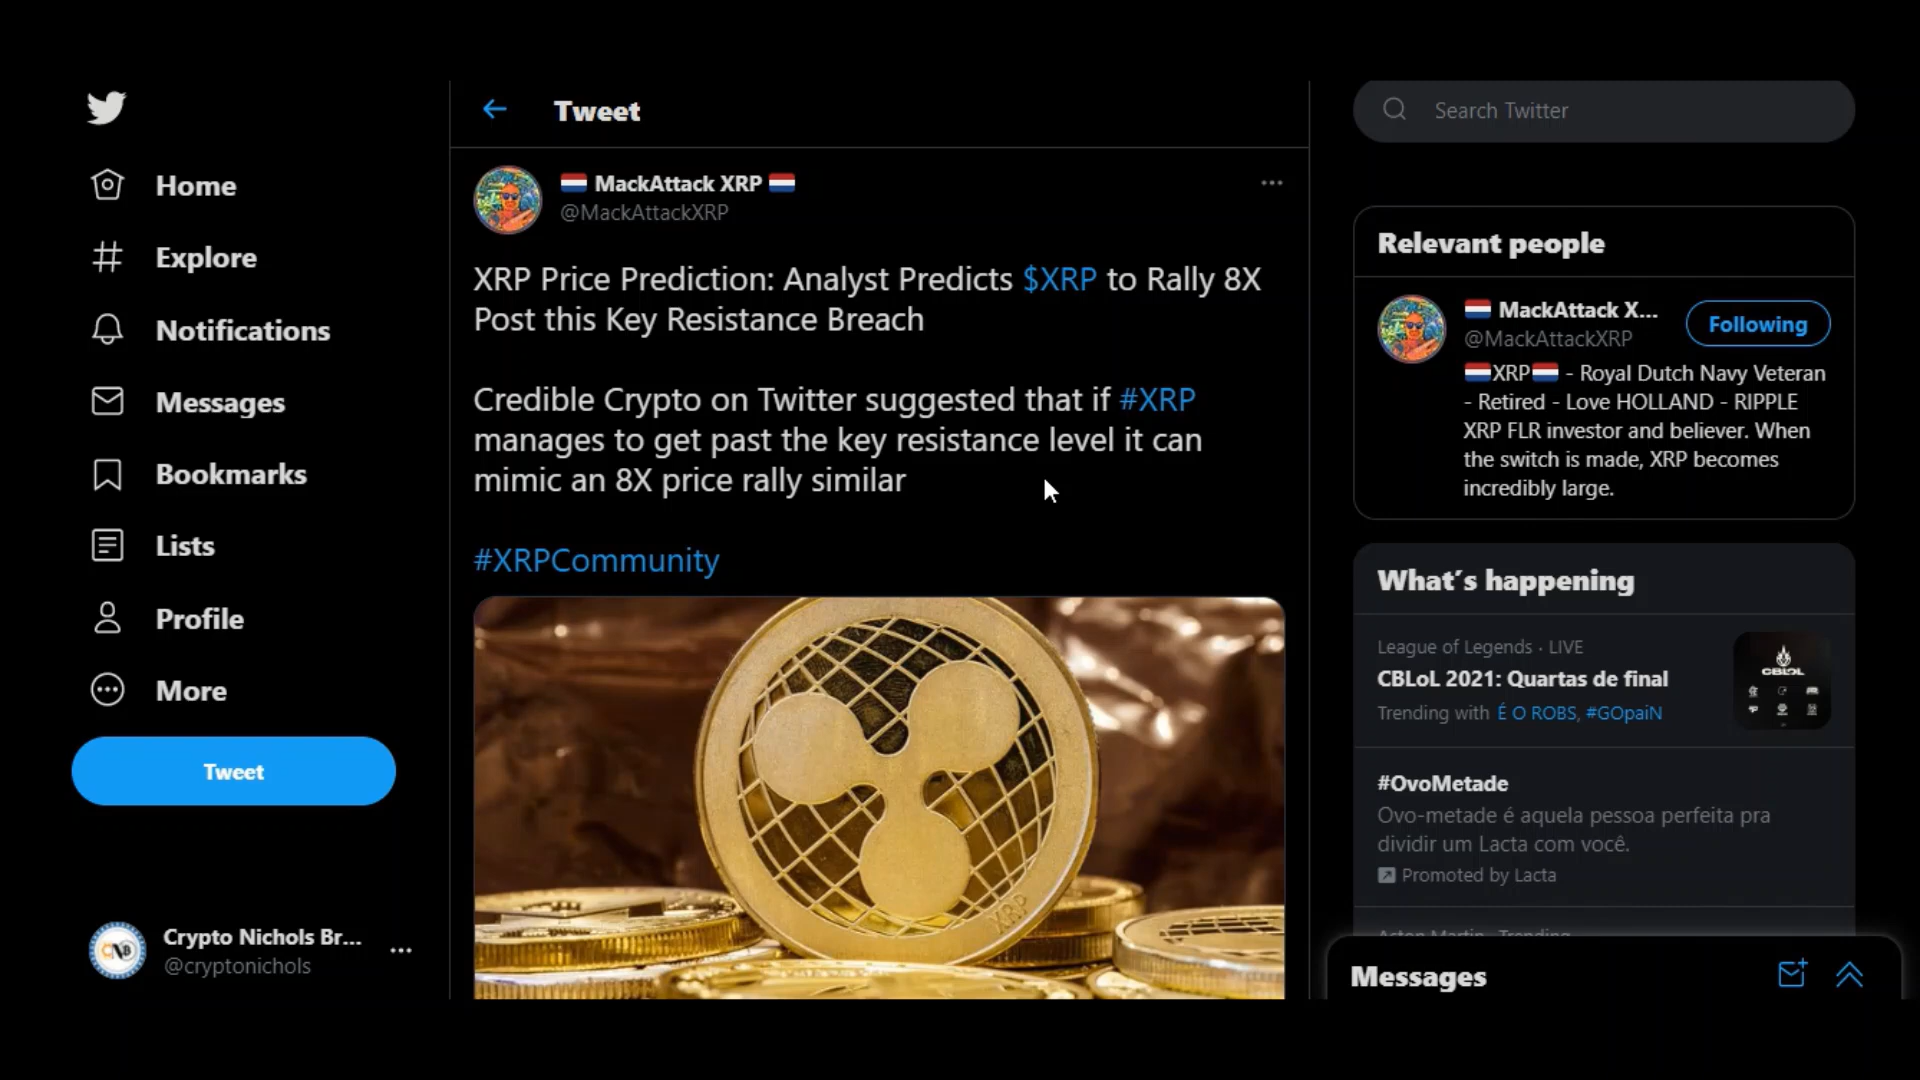 Home
Explore
Notifications
Messages
Bookmarks
Lists
Profile
More
Tweet
Crypto Nichols Br...
@cryptonichols
Tweet
MackAttack XRP
@MackAttackXRP
XRP Price Prediction: Analyst Predicts $XRP to Rally 8X
Post this Key Resistance Breach
Credible Crypto on Twitter suggested that if #XRP
manages to get past the key resistance level it can
mimic an 8X price rally similar
#XRPCommunity
XRP
Search Twitter
Relevant people
MackAttack X...
@MackAttackXRP
Following
XRP - Royal Dutch Navy Veteran
- Retired - Love HOLLAND - RIPPLE
XRP FLR investor and believer. When
the switch is made, XRP becomes
incredibly large.
What's happening
League of Legends · LIVE
CBLoL 2021: Quartas de final
Trending with É O ROBS, #GOpaiN
CBLOL
#OvoMetade
Ovo-metade é aquela pessoa perfeita pra
dividir um Lacta com você.
Promoted by Lacta
Aston Martin · Trending
Messages